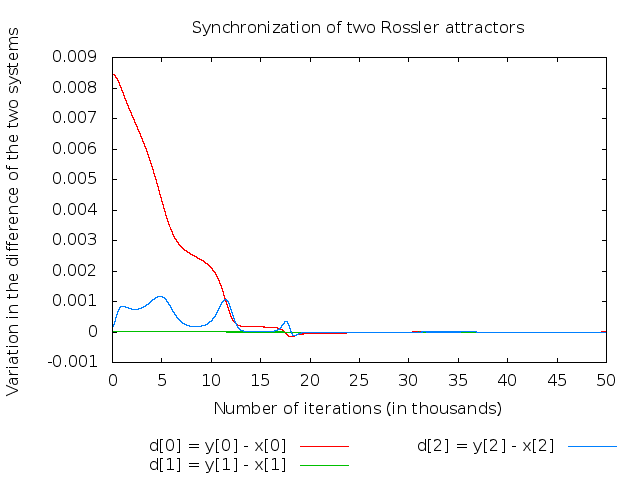 Synchronization of two Rossler attractors
Variation in the difference of the two systems
0.009
0.008
0.007
0.006
0.005
0.004
0.003
0.002
0.001
0
-0.001
0 5 10 15 20 25 30 35 40 45 50
Number of iterations (in thousands)
d[0] = y[0] - x[0] d[2] = y[2] - x[2]
d[1] = y[1] - x[1]